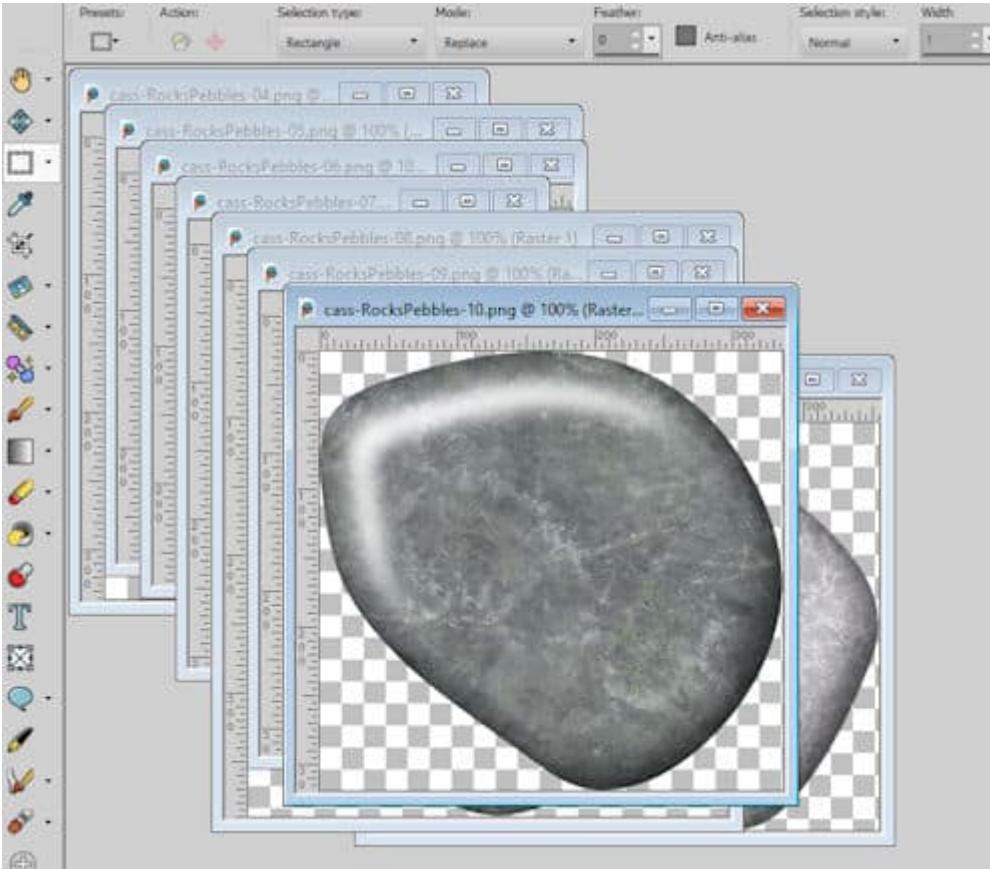 Presets: Action: Selection type: Mode: Feather: Selection style: Width:
Rectangle Replace 0 Anti-alias Normal 1
cass-RocksPebbles-04.png @
cass-RocksPebbles-05.png @ 100% (...
cass-RocksPebbles-06.png @ 10...
cass-RocksPebbles-07...
cass-RocksPebbles-08.png @ 100% (Raster 1)
cass-RocksPebbles-09.png @ 100% (Ra...
cass-RocksPebbles-10.png @ 100% (Raster...